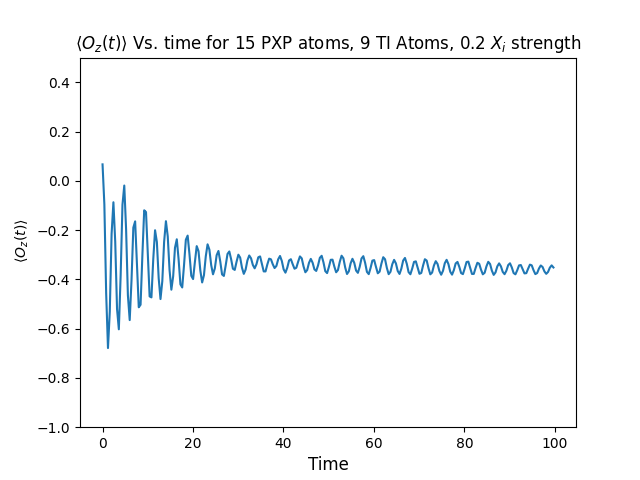 ⟨O_z(t)⟩ Vs. time for 15 PXP atoms, 9 TI Atoms, 0.2 X_i strength
0.4
0.2
0.0
−0.2
−0.4
−0.6
−0.8
−1.0
⟨O_z(t)⟩
0 20 40 60 80 100
Time